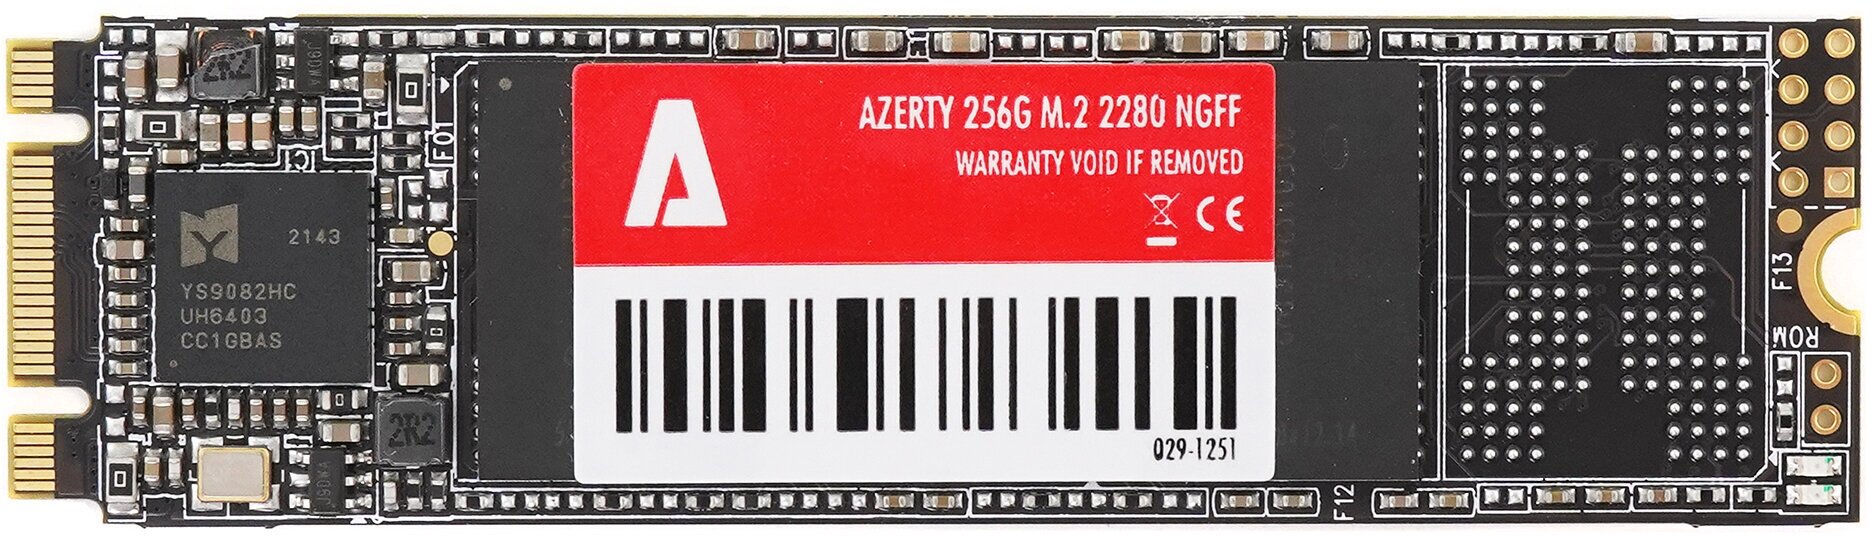 2R2
F01
AZERTY 256G M.2 2280 NGFF
WARRANTY VOID IF REMOVED
CE
Y
2143
YS9082HC
UH6403
CC1GBAS
A
F13
ROM
2R2
029-1251
F12